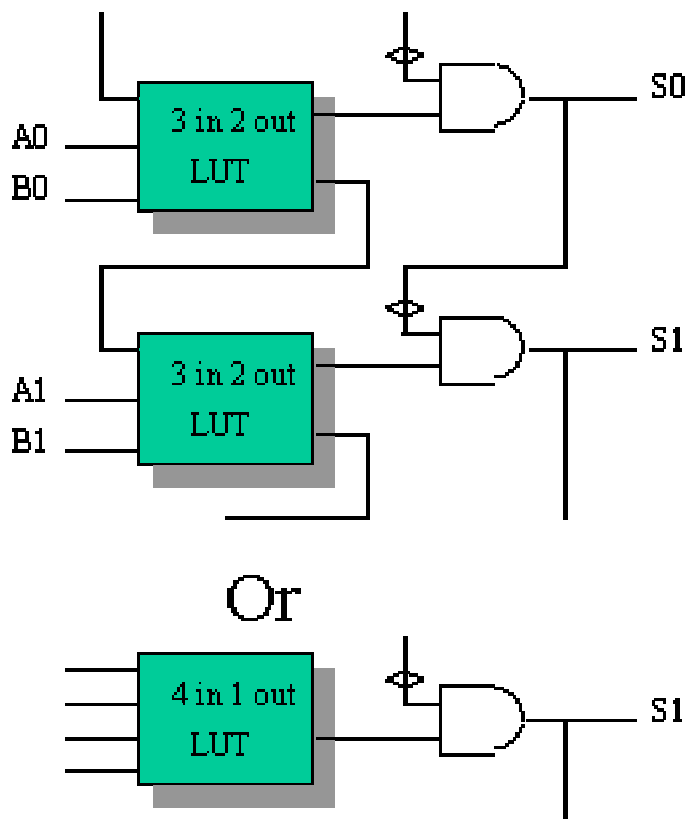 S0
3 in 2 out
A0
LUT
B0
S1
3 in 2 out
A1
LUT
B1
Or
4 in 1 out
S1
LUT